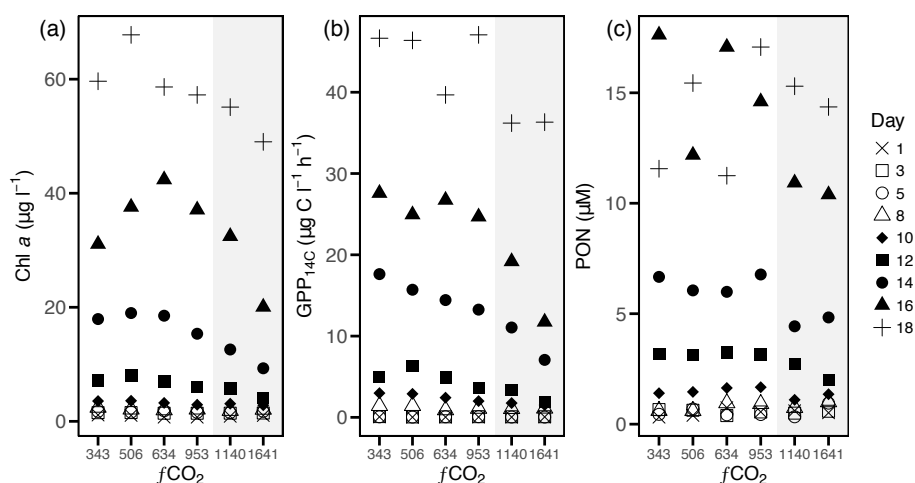 (a)
Chl a (µg l⁻¹)
60
40
20
0
343 506 634 953 1140 1641
fCO₂
(b)
GPP₁₄C (µg C l⁻¹ h⁻¹)
40
30
20
10
0
343 506 634 953 1140 1641
fCO₂
(c)
PON (µM)
15
10
5
0
343 506 634 953 1140 1641
fCO₂
Day
1
3
5
8
10
12
14
16
18